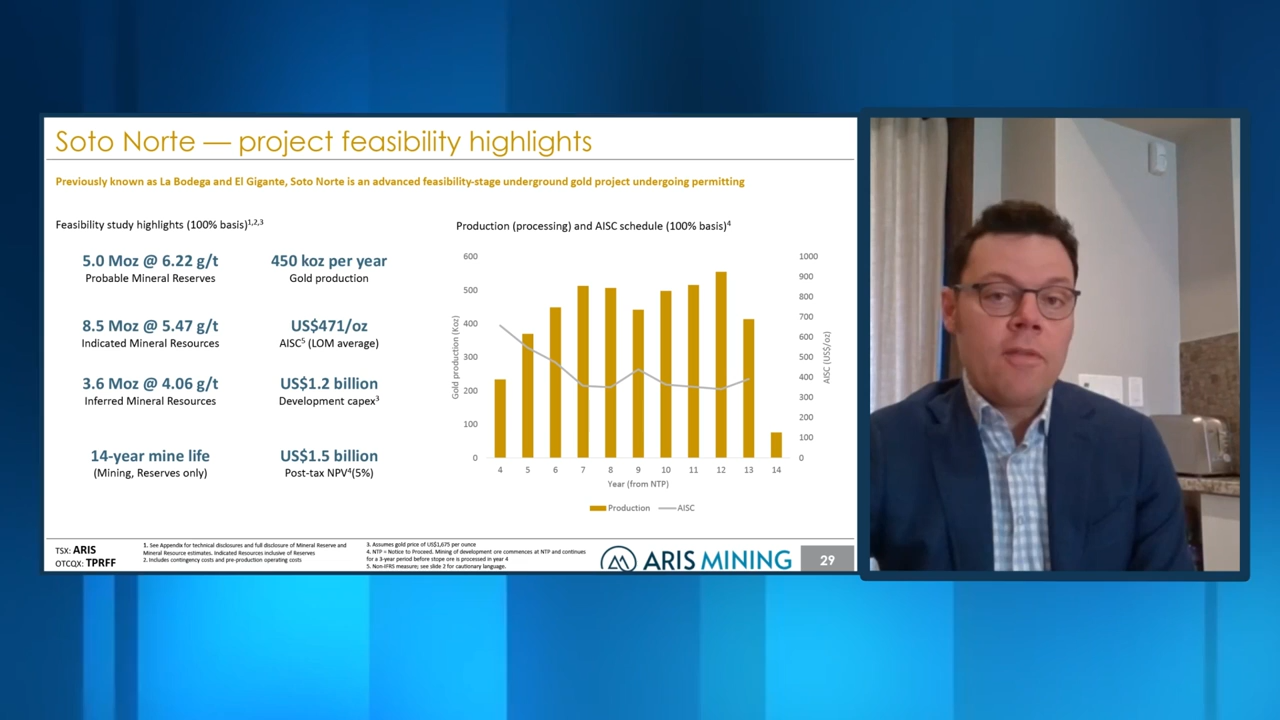 Soto Norte — project feasibility highlights
Previously known as La Bodega and El Gigante, Soto Norte is an advanced feasibility-stage underground gold project undergoing permitting
Feasibility study highlights (100% basis)1,2,3
5.0 Moz @ 6.22 g/t
Probable Mineral Reserves
450 koz per year
Gold production
8.5 Moz @ 5.47 g/t
Indicated Mineral Resources
US$471/oz
AISC5 (LOM average)
3.6 Moz @ 4.06 g/t
Inferred Mineral Resources
US$1.2 billion
Development capex3
14-year mine life
(Mining, Reserves only)
US$1.5 billion
Post-tax NPV4(5%)
Production (processing) and AISC schedule (100% basis)4
Gold production (Koz)
600
500
400
300
200
100
0
1000
900
800
700
600
500
400
300
200
100
0
AISC (US$/oz)
4 5 6 7 8 9 10 11 12 13 14
Year (from NTP)
Production AISC
TSX: ARIS
OTCQX: TPRFF
1. See Appendix for technical disclosures and full disclosure of Mineral Reserve and
Mineral Resource estimates. Indicated Resources inclusive of Reserves
2. Includes contingency costs and pre-production operating costs
3. Assumes gold price of US$1,675 per ounce
4. NTP = Notice to Proceed. Mining of development ore commences at NTP and continues
for a 3-year period before stope ore is processed in year 4
5. Non-IFRS measure; see slide 2 for cautionary language.
ARIS MINING
29